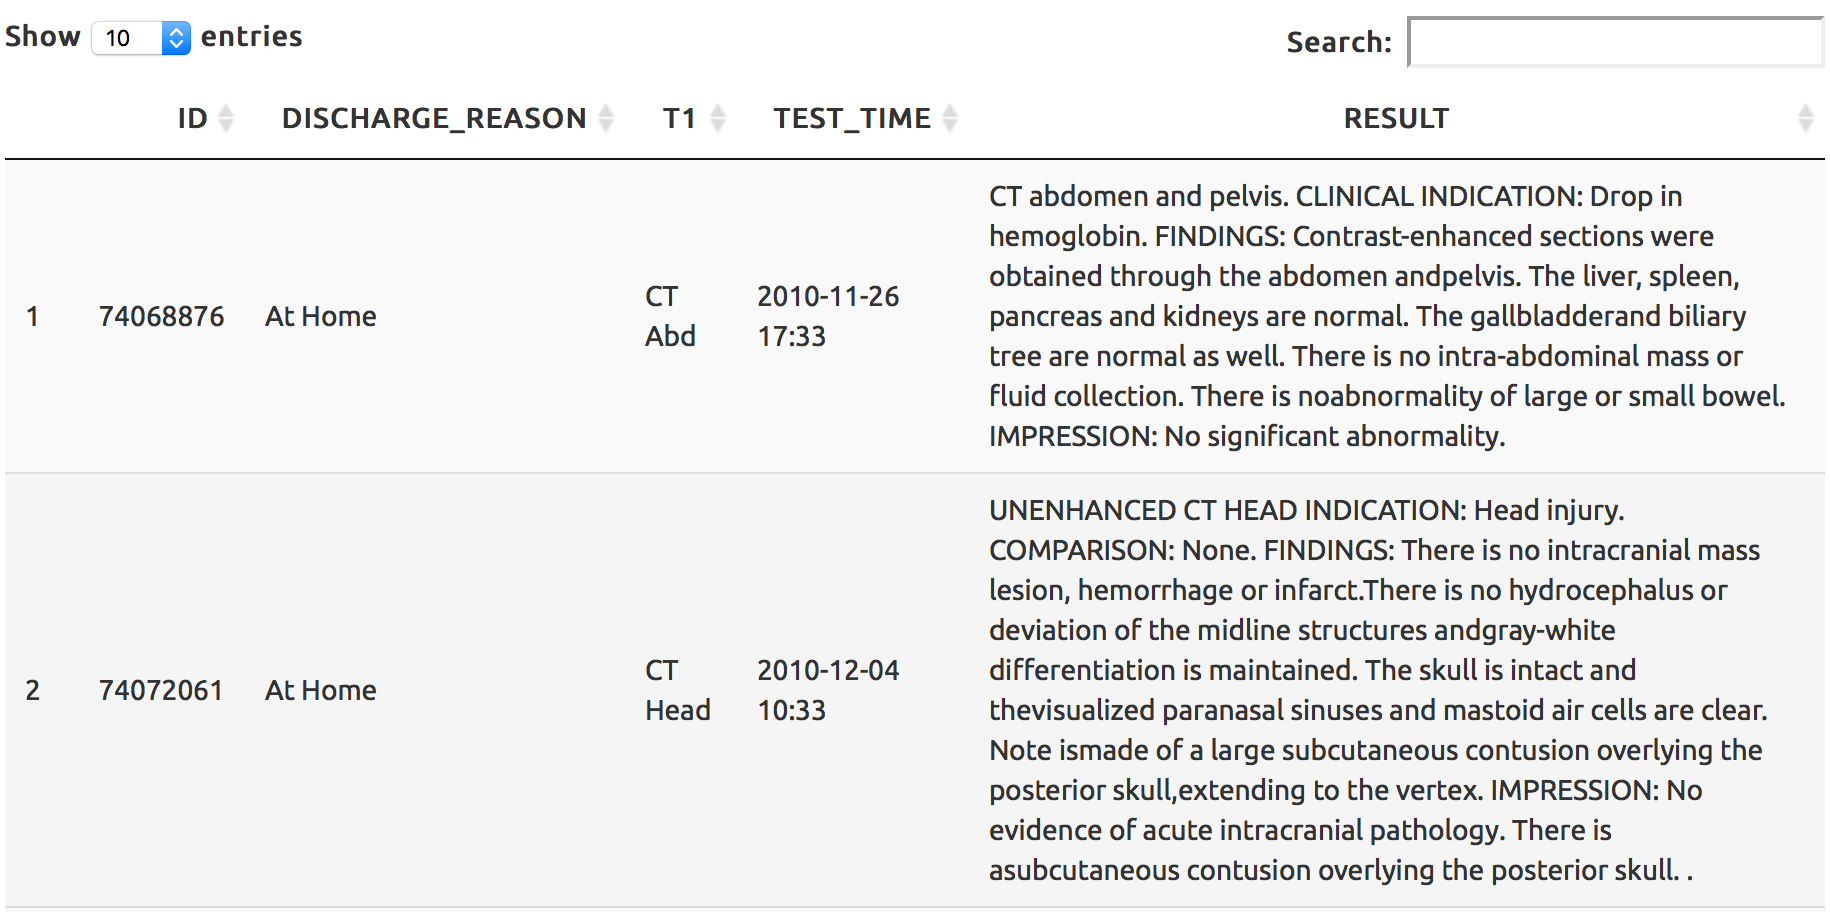 Show 10 entries
Search:
ID DISCHARGE_REASON T1 TEST_TIME RESULT
CT abdomen and pelvis. CLINICAL INDICATION: Drop in
hemoglobin. FINDINGS: Contrast-enhanced sections were
obtained through the abdomen andpelvis. The liver, spleen,
1 74068876 At Home CT Abd 2010-11-26 17:33 pancreas and kidneys are normal. The gallbladderand biliary
tree are normal as well. There is no intra-abdominal mass or
fluid collection. There is noabnormality of large or small bowel.
IMPRESSION: No significant abnormality.
UNENHANCED CT HEAD INDICATION: Head injury.
COMPARISON: None. FINDINGS: There is no intracranial mass
lesion, hemorrhage or infarct.There is no hydrocephalus or
deviation of the midline structures andgray-white
2 74072061 At Home CT Head 2010-12-04 10:33 differentiation is maintained. The skull is intact and
thevisualized paranasal sinuses and mastoid air cells are clear.
Note ismade of a large subcutaneous contusion overlying the
posterior skull,extending to the vertex. IMPRESSION: No
evidence of acute intracranial pathology. There is
asubcutaneous contusion overlying the posterior skull. .